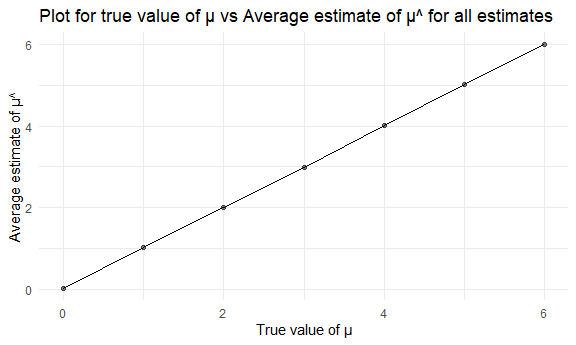 Plot for true value of µ vs Average estimate of µ^ for all estimates
6
4
2
0
Average estimate of µ^
0 2 4 6
True value of µ